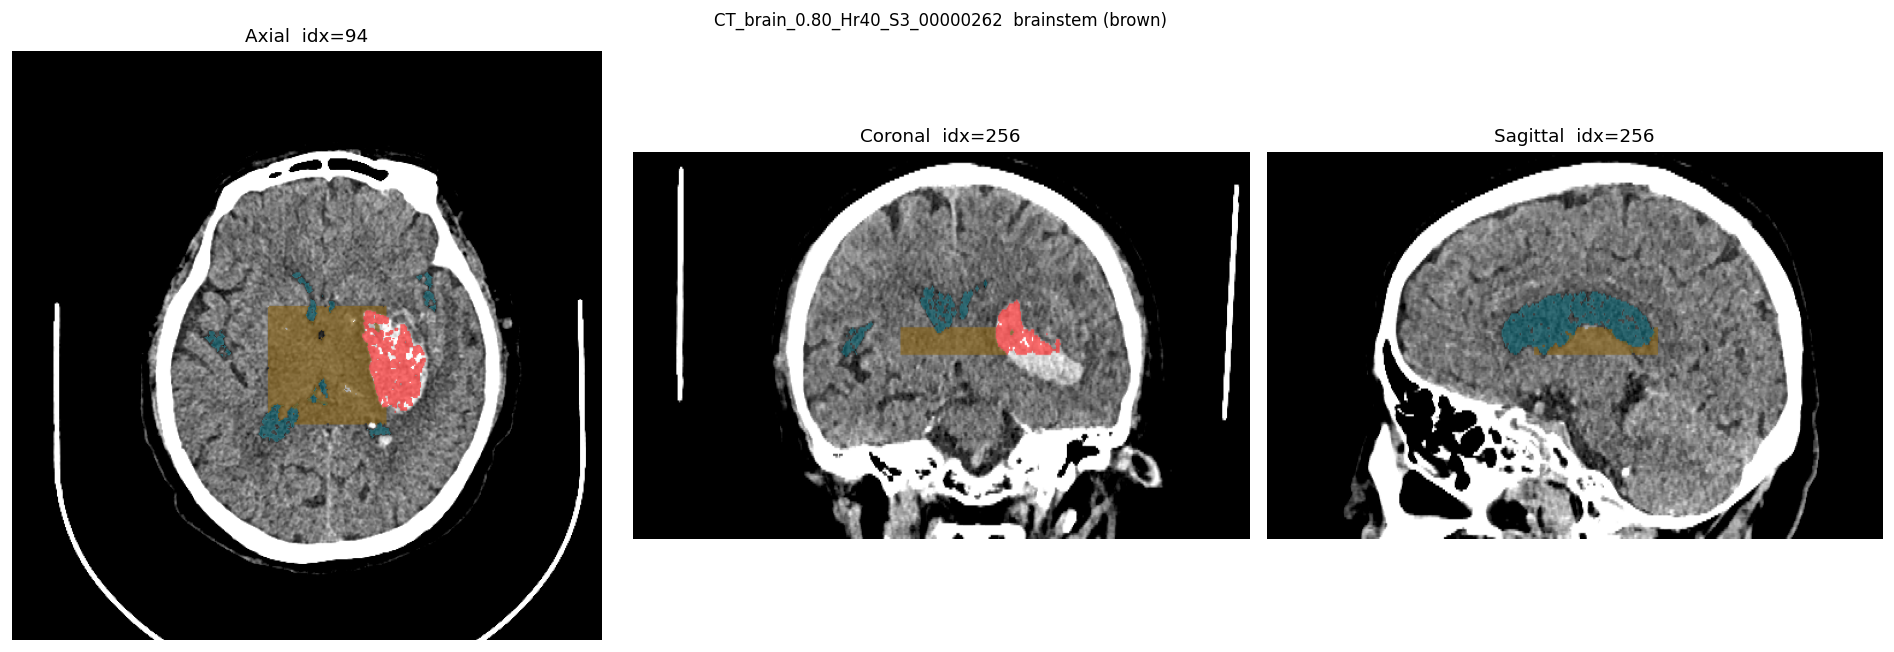 CT_brain_0.80_Hr40_S3_00000262  brainstem (brown)
Axial  idx=94
Coronal  idx=256
Sagittal  idx=256